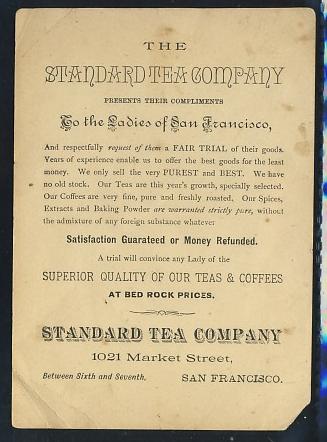 THE
STANDARD TEA COMPANY
PRESENTS THEIR COMPLIMENTS
To the Ladies of San Francisco,
And respectfully request of them a FAIR TRIAL of their goods.
Years of experience enable us to offer the best goods for the least
money. We only sell the very PUREST and BEST. We have
no old stock. Our Teas are this year's growth, specially selected.
Our Coffees are very fine, pure and freshly roasted. Our Spices,
Extracts and Baking Powder are warranted strictly pure, without
the admixture of any foreign substance whatever.
Satisfaction Guarateed or Money Refunded.
A trial will convince any Lady of the
SUPERIOR QUALITY OF OUR TEAS & COFFEES
AT BED ROCK PRICES.
STANDARD TEA COMPANY
1021 Market Street,
Between Sixth and Seventh, SAN FRANCISCO.